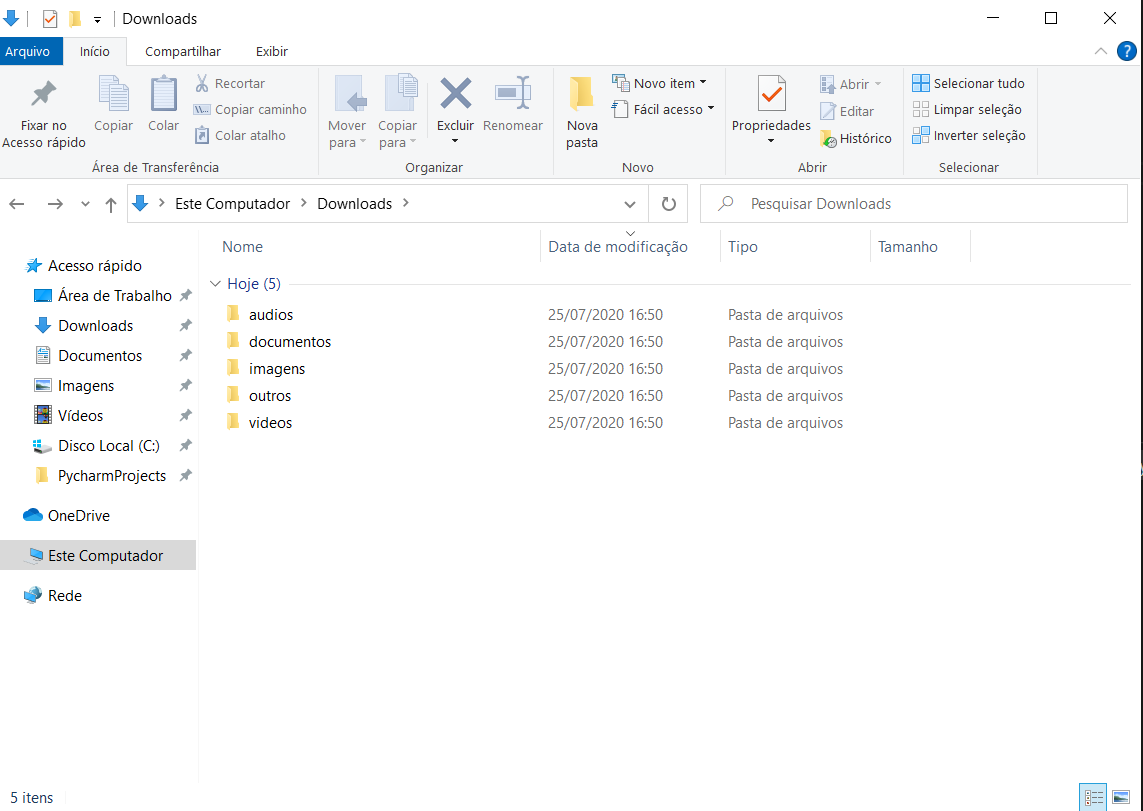 Downloads
Arquivo Início Compartilhar Exibir ?
Fixar no
Acesso rápido
Copiar
Colar
Recortar
Copiar caminho
Colar atalho
Área de Transferência
Mover
para
Copiar
para
Excluir
Renomear
Organizar
Nova
pasta
Novo item
Fácil acesso
Novo
Propriedades
Abrir
Editar
Histórico
Abrir
Selecionar tudo
Limpar seleção
Inverter seleção
Selecionar
Este Computador Downloads
Pesquisar Downloads
Acesso rápido
Área de Trabalho
Downloads
Documentos
Imagens
Vídeos
Disco Local (C:)
PycharmProjects
OneDrive
Este Computador
Rede
Nome Data de modificação Tipo Tamanho
Hoje (5)
audios 25/07/2020 16:50 Pasta de arquivos
documentos 25/07/2020 16:50 Pasta de arquivos
imagens 25/07/2020 16:50 Pasta de arquivos
outros 25/07/2020 16:50 Pasta de arquivos
videos 25/07/2020 16:50 Pasta de arquivos
5 itens